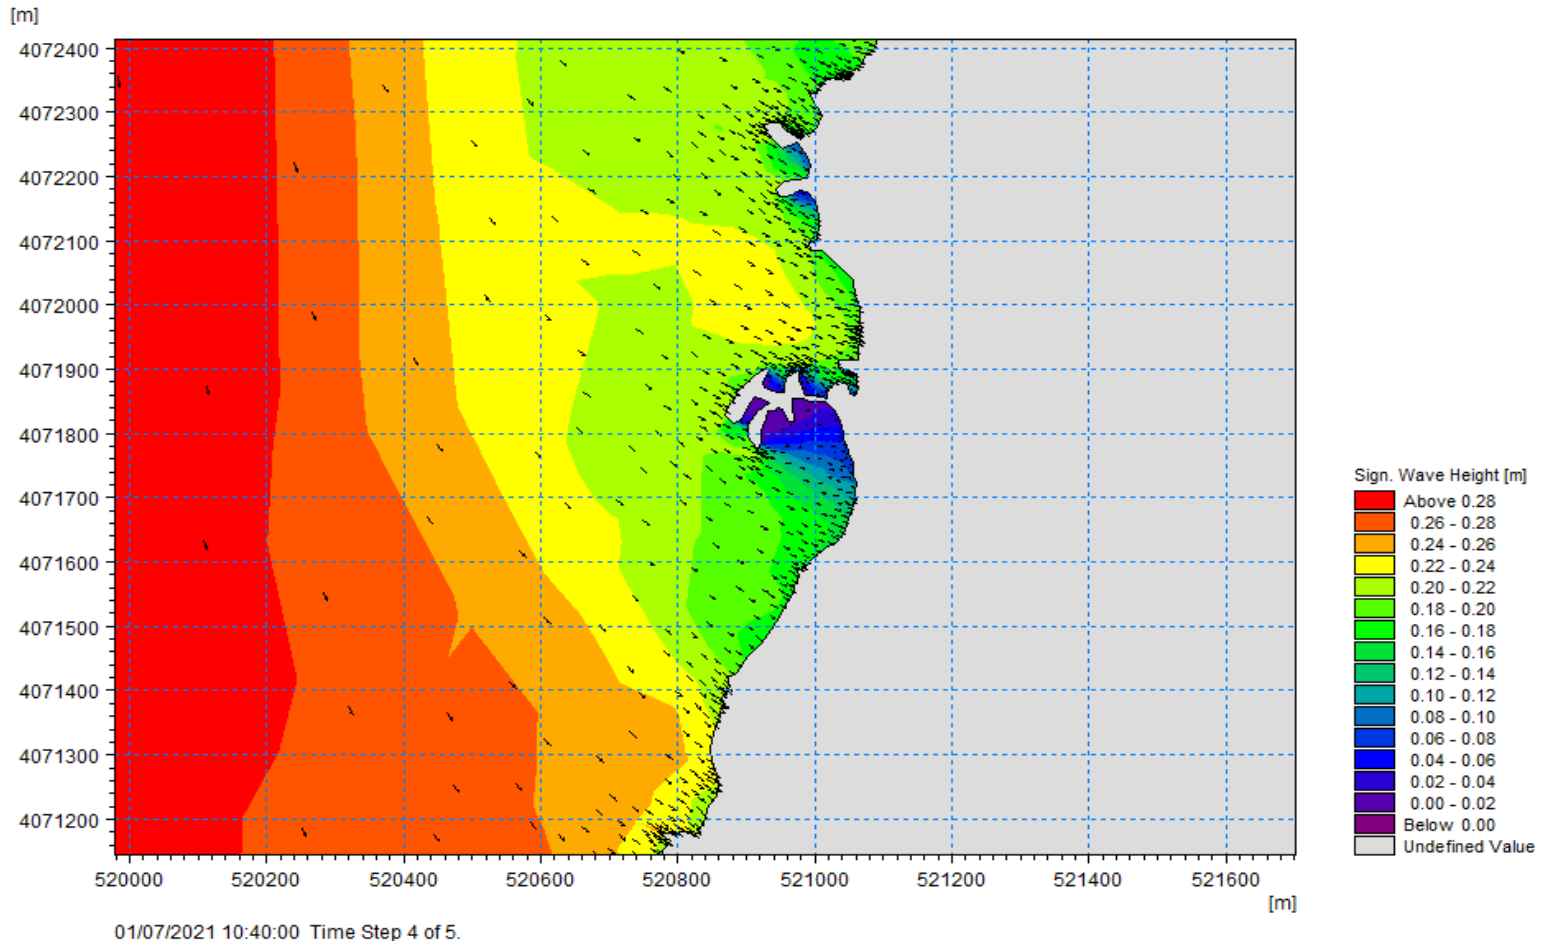 [m]
4072400
4072300
4072200
4072100
4072000
4071900
4071800
4071700
4071600
4071500
4071400
4071300
4071200
520000 520200 520400 520600 520800 521000 521200 521400 521600
[m]
01/07/2021 10:40:00 Time Step 4 of 5.
Sign. Wave Height [m]
Above 0.28
0.26 - 0.28
0.24 - 0.26
0.22 - 0.24
0.20 - 0.22
0.18 - 0.20
0.16 - 0.18
0.14 - 0.16
0.12 - 0.14
0.10 - 0.12
0.08 - 0.10
0.06 - 0.08
0.04 - 0.06
0.02 - 0.04
0.00 - 0.02
Below 0.00
Undefined Value